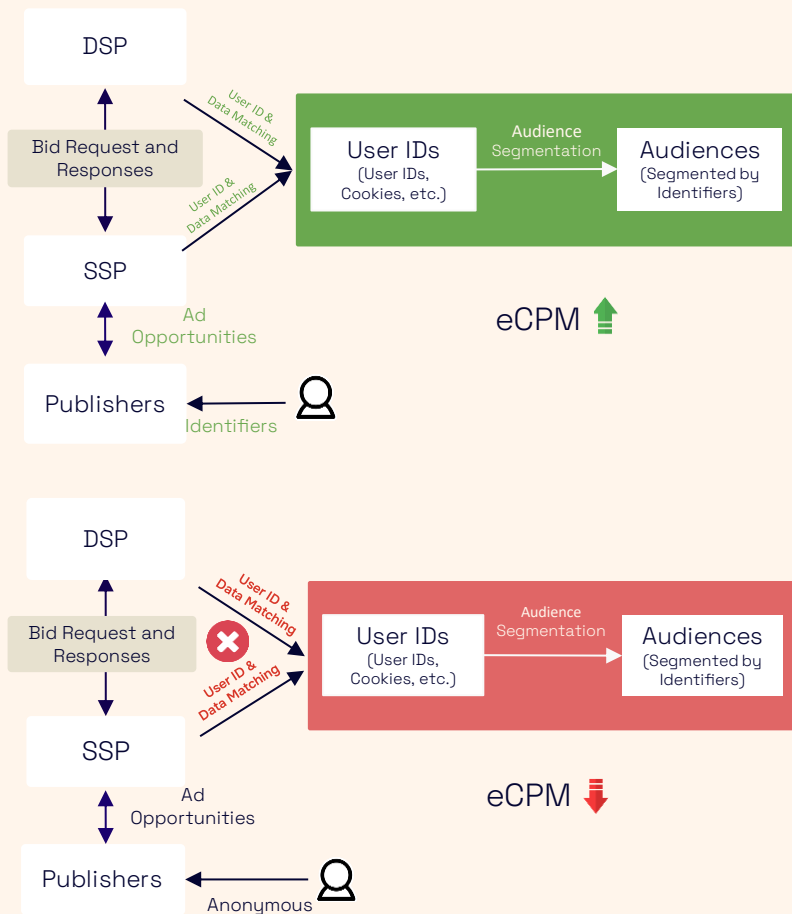 DSP
User ID &
Data Matching
Bid Request and
Responses
User ID &
Data Matching
User IDs
(User IDs,
Cookies, etc.)
Audience
Segmentation
Audiences
(Segmented by
Identifiers)
SSP
Ad
Opportunities
eCPM
Publishers
Identifiers
DSP
User ID &
Data Matching
Bid Request and
Responses
User ID &
Data Matching
User IDs
(User IDs,
Cookies, etc.)
Audience
Segmentation
Audiences
(Segmented by
Identifiers)
SSP
Ad
Opportunities
eCPM
Publishers
Anonymous